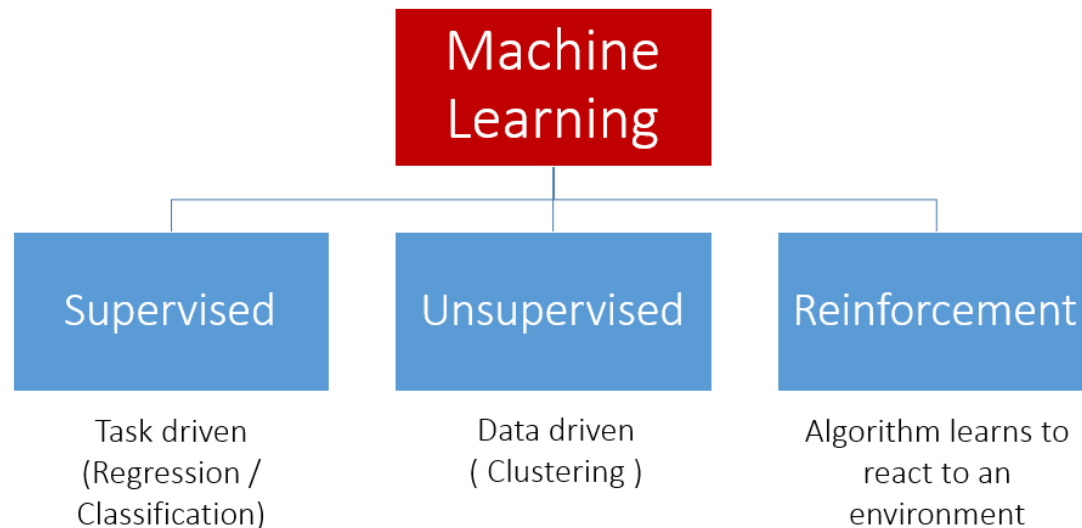 Machine
Learning
Supervised
Unsupervised
Reinforcement
Task driven
(Regression /
Classification)
Data driven
( Clustering )
Algorithm learns to
react to an
environment